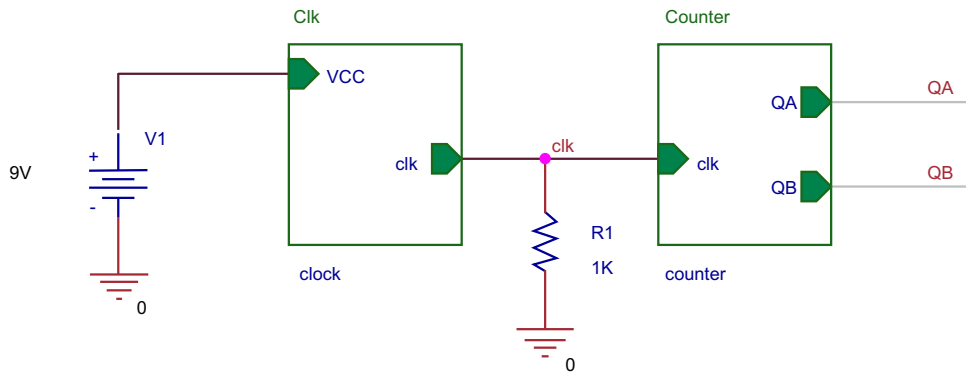 Clk
Counter
VCC
QA
QA
V1
+
9V
clk
clk
clk
QB
QB
-
R1
1K
clock
counter
0
0